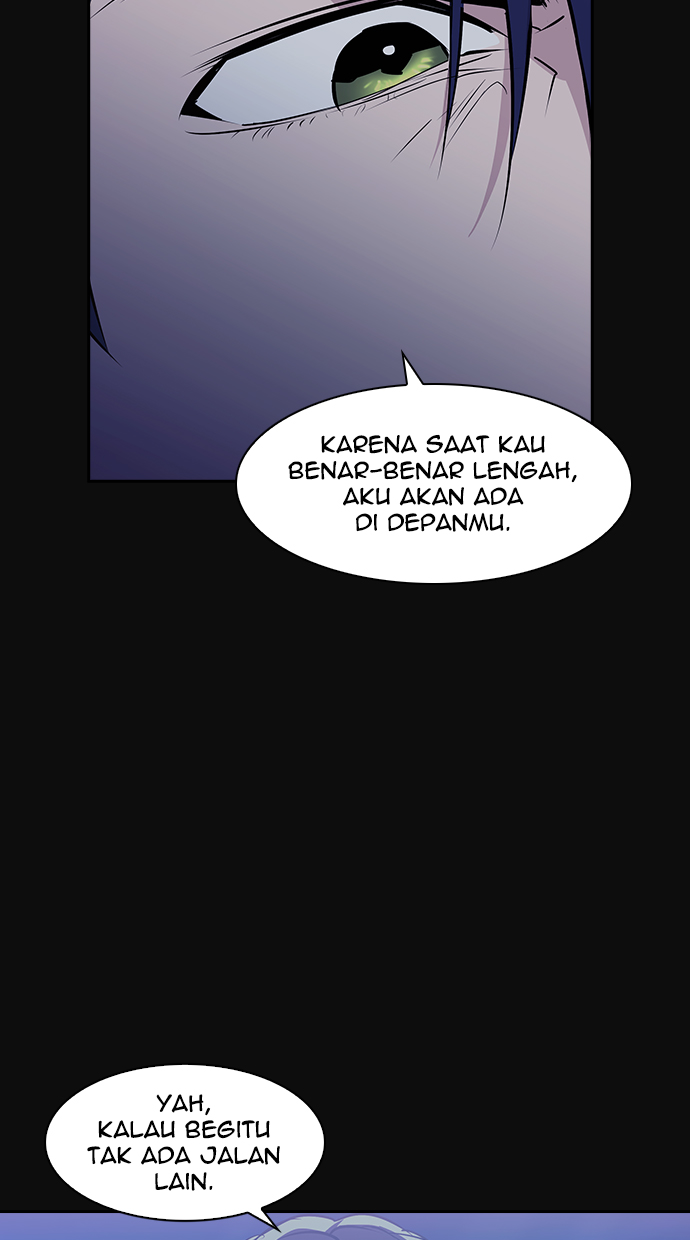 KARENA SAAT KAU
BENAR-BENAR LENGAH,
AKU AKAN ADA
DI DEPANMU.
YAH,
KALAU BEGITU
TAK ADA JALAN
LAIN.